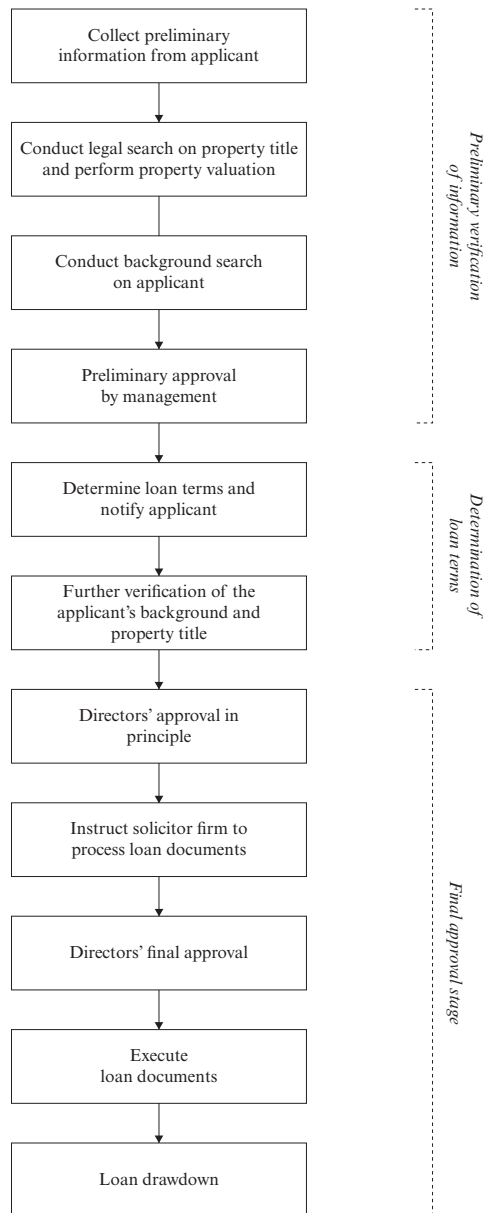 Collect preliminary
information from applicant
Conduct legal search on property title
and perform property valuation
Conduct background search
on applicant
Preliminary approval
by management
Preliminary verification
of information
Determine loan terms and
notify applicant
Further verification of the
applicant’s background and
property title
Determination of
loan terms
Directors’ approval in
principle
Instruct solicitor firm to
process loan documents
Directors’ final approval
Execute
loan documents
Loan drawdown
Final approval stage